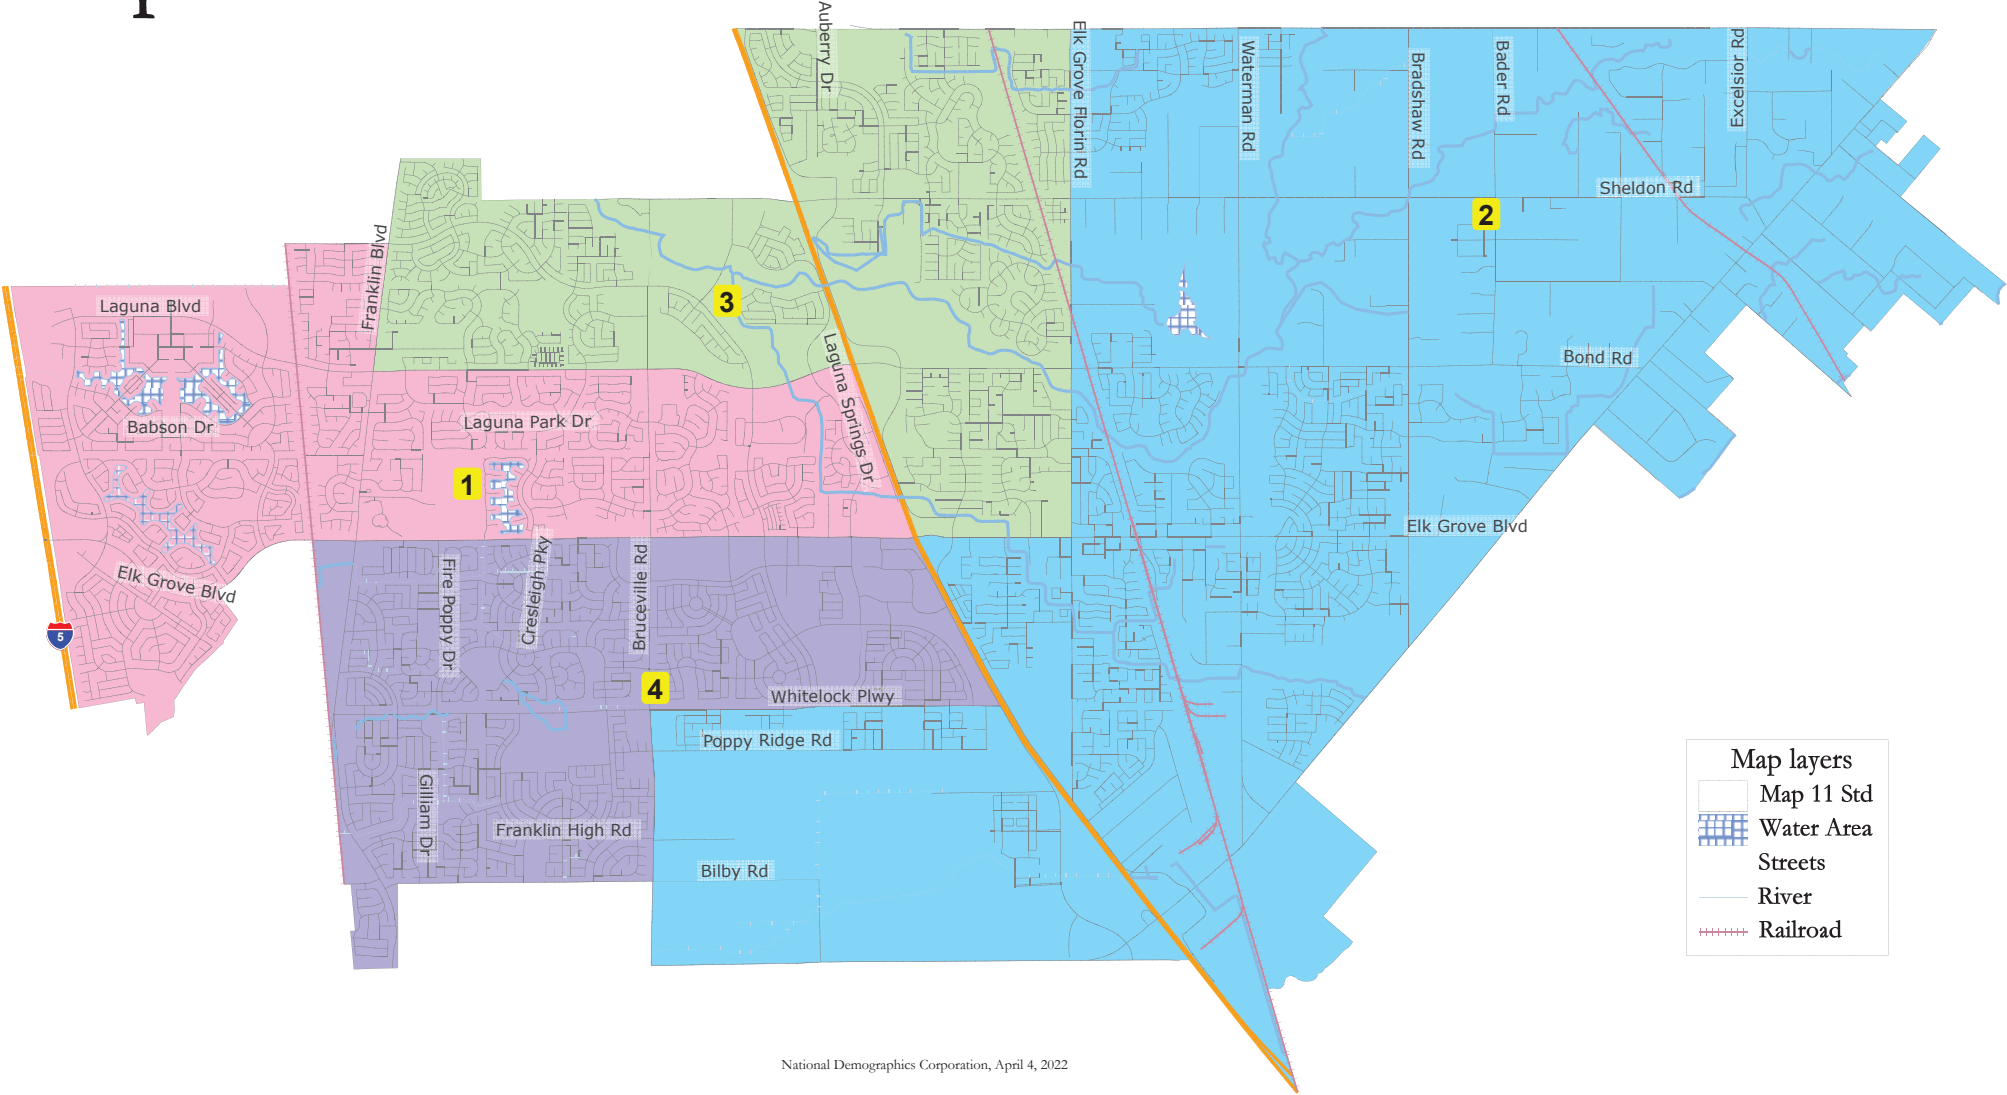 Auberry Dr
Elk Grove Florin Rd
Waterman Rd
Bradshaw Rd
Bader Rd
Excelsior Rd
Sheldon Rd
2
Franklin Blvd
Laguna Blvd
3
Laguna Springs Dr
Bond Rd
Babson Dr
Laguna Park Dr
1
Elk Grove Blvd
Elk Grove Blvd
5
Fire Poppy Dr
Cresleigh Pky
Bruceville Rd
4
Whitelock Plwy
Poppy Ridge Rd
Gilliam Dr
Franklin High Rd
Bilby Rd
Map layers
Map 11 Std
Water Area
Streets
River
Railroad
National Demographics Corporation, April 4, 2022